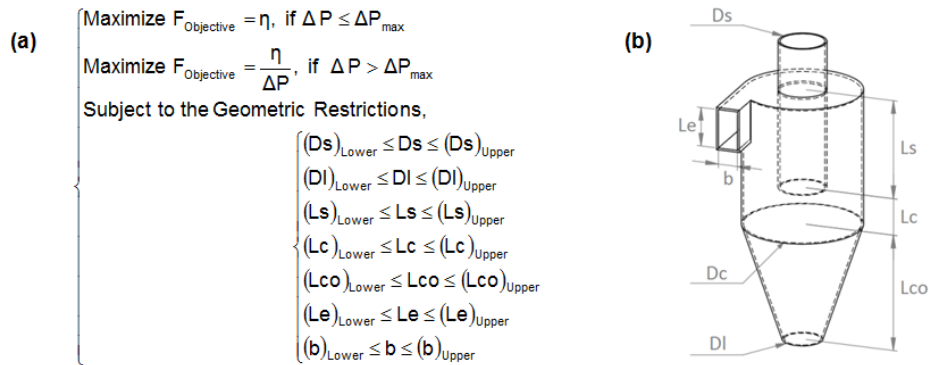 (a)
Maximize F_Objective = η, if ΔP ≤ ΔP_max
Maximize F_Objective = η/ΔP, if ΔP > ΔP_max
Subject to the Geometric Restrictions,
(Ds)_Lower ≤ Ds ≤ (Ds)_Upper
(Dl)_Lower ≤ Dl ≤ (Dl)_Upper
(Ls)_Lower ≤ Ls ≤ (Ls)_Upper
(Lc)_Lower ≤ Lc ≤ (Lc)_Upper
(Lco)_Lower ≤ Lco ≤ (Lco)_Upper
(Le)_Lower ≤ Le ≤ (Le)_Upper
(b)_Lower ≤ b ≤ (b)_Upper
(b)
Ds
Le
b
Ls
Lc
Dc
Lco
Dl